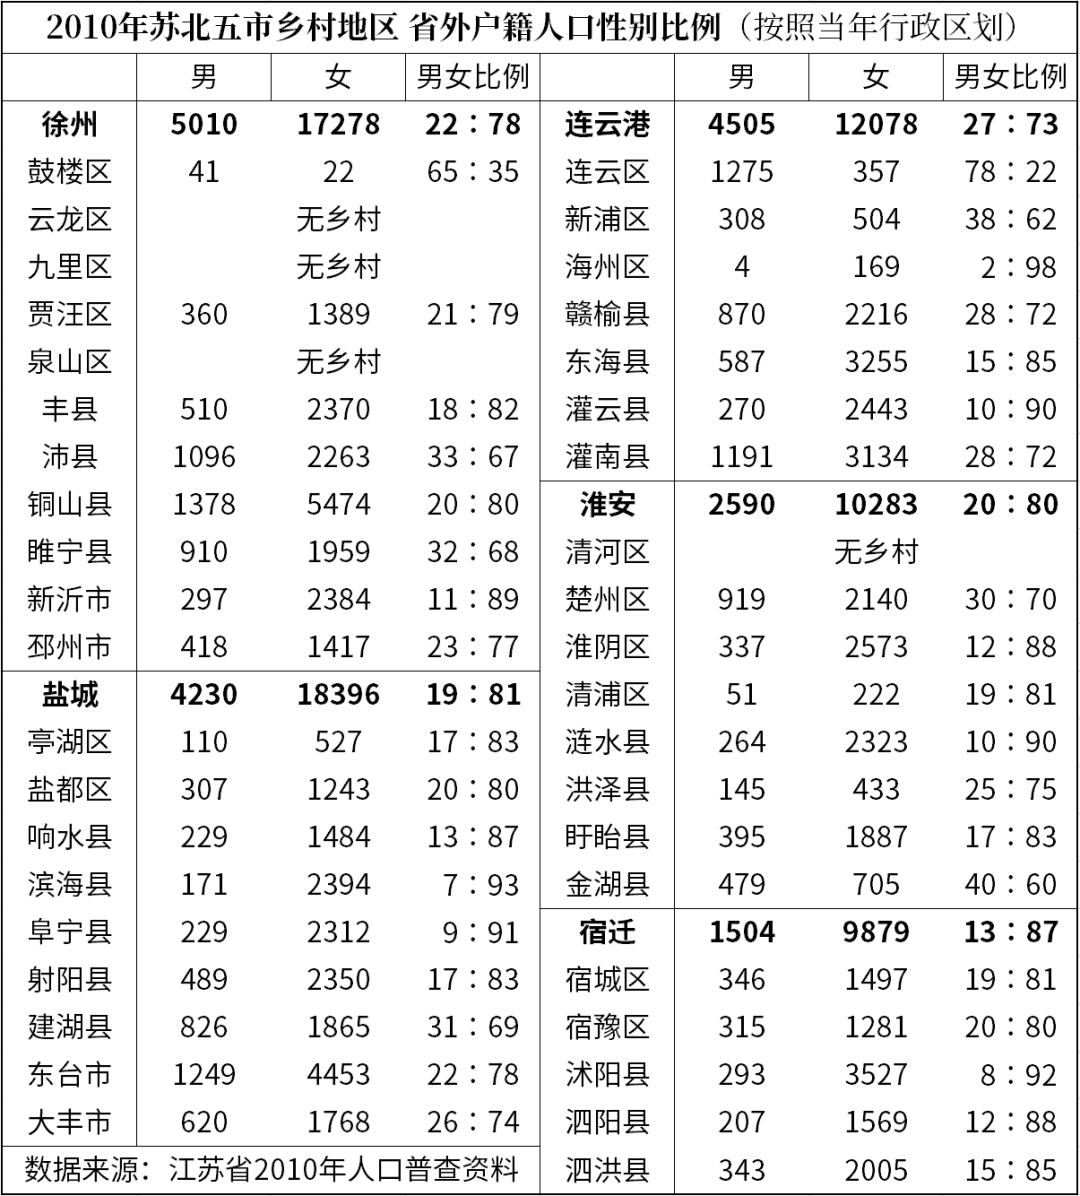 2010年苏北五市乡村地区 省外户籍人口性别比例（按照当年行政区划）
男 女 男女比例 男 女 男女比例
徐州 5010 17278 22：78 连云港 4505 12078 27：73
鼓楼区 41 22 65：35 连云区 1275 357 78：22
云龙区 无乡村 新浦区 308 504 38：62
九里区 无乡村 海州区 4 169 2：98
贾汪区 360 1389 21：79 赣榆县 870 2216 28：72
泉山区 无乡村 东海县 587 3255 15：85
丰县 510 2370 18：82 灌云县 270 2443 10：90
沛县 1096 2263 33：67 灌南县 1191 3134 28：72
铜山县 1378 5474 20：80 淮安 2590 10283 20：80
睢宁县 910 1959 32：68 清河区 无乡村
新沂市 297 2384 11：89 楚州区 919 2140 30：70
邳州市 418 1417 23：77 淮阴区 337 2573 12：88
盐城 4230 18396 19：81 清浦区 51 222 19：81
亭湖区 110 527 17：83 涟水县 264 2323 10：90
盐都区 307 1243 20：80 洪泽县 145 433 25：75
响水县 229 1484 13：87 盱眙县 395 1887 17：83
滨海县 171 2394 7：93 金湖县 479 705 40：60
阜宁县 229 2312 9：91 宿迁 1504 9879 13：87
射阳县 489 2350 17：83 宿城区 346 1497 19：81
建湖县 826 1865 31：69 宿豫区 315 1281 20：80
东台市 1249 4453 22：78 沭阳县 293 3527 8：92
大丰市 620 1768 26：74 泗阳县 207 1569 12：88
数据来源：江苏省2010年人口普查资料 泗洪县 343 2005 15：85